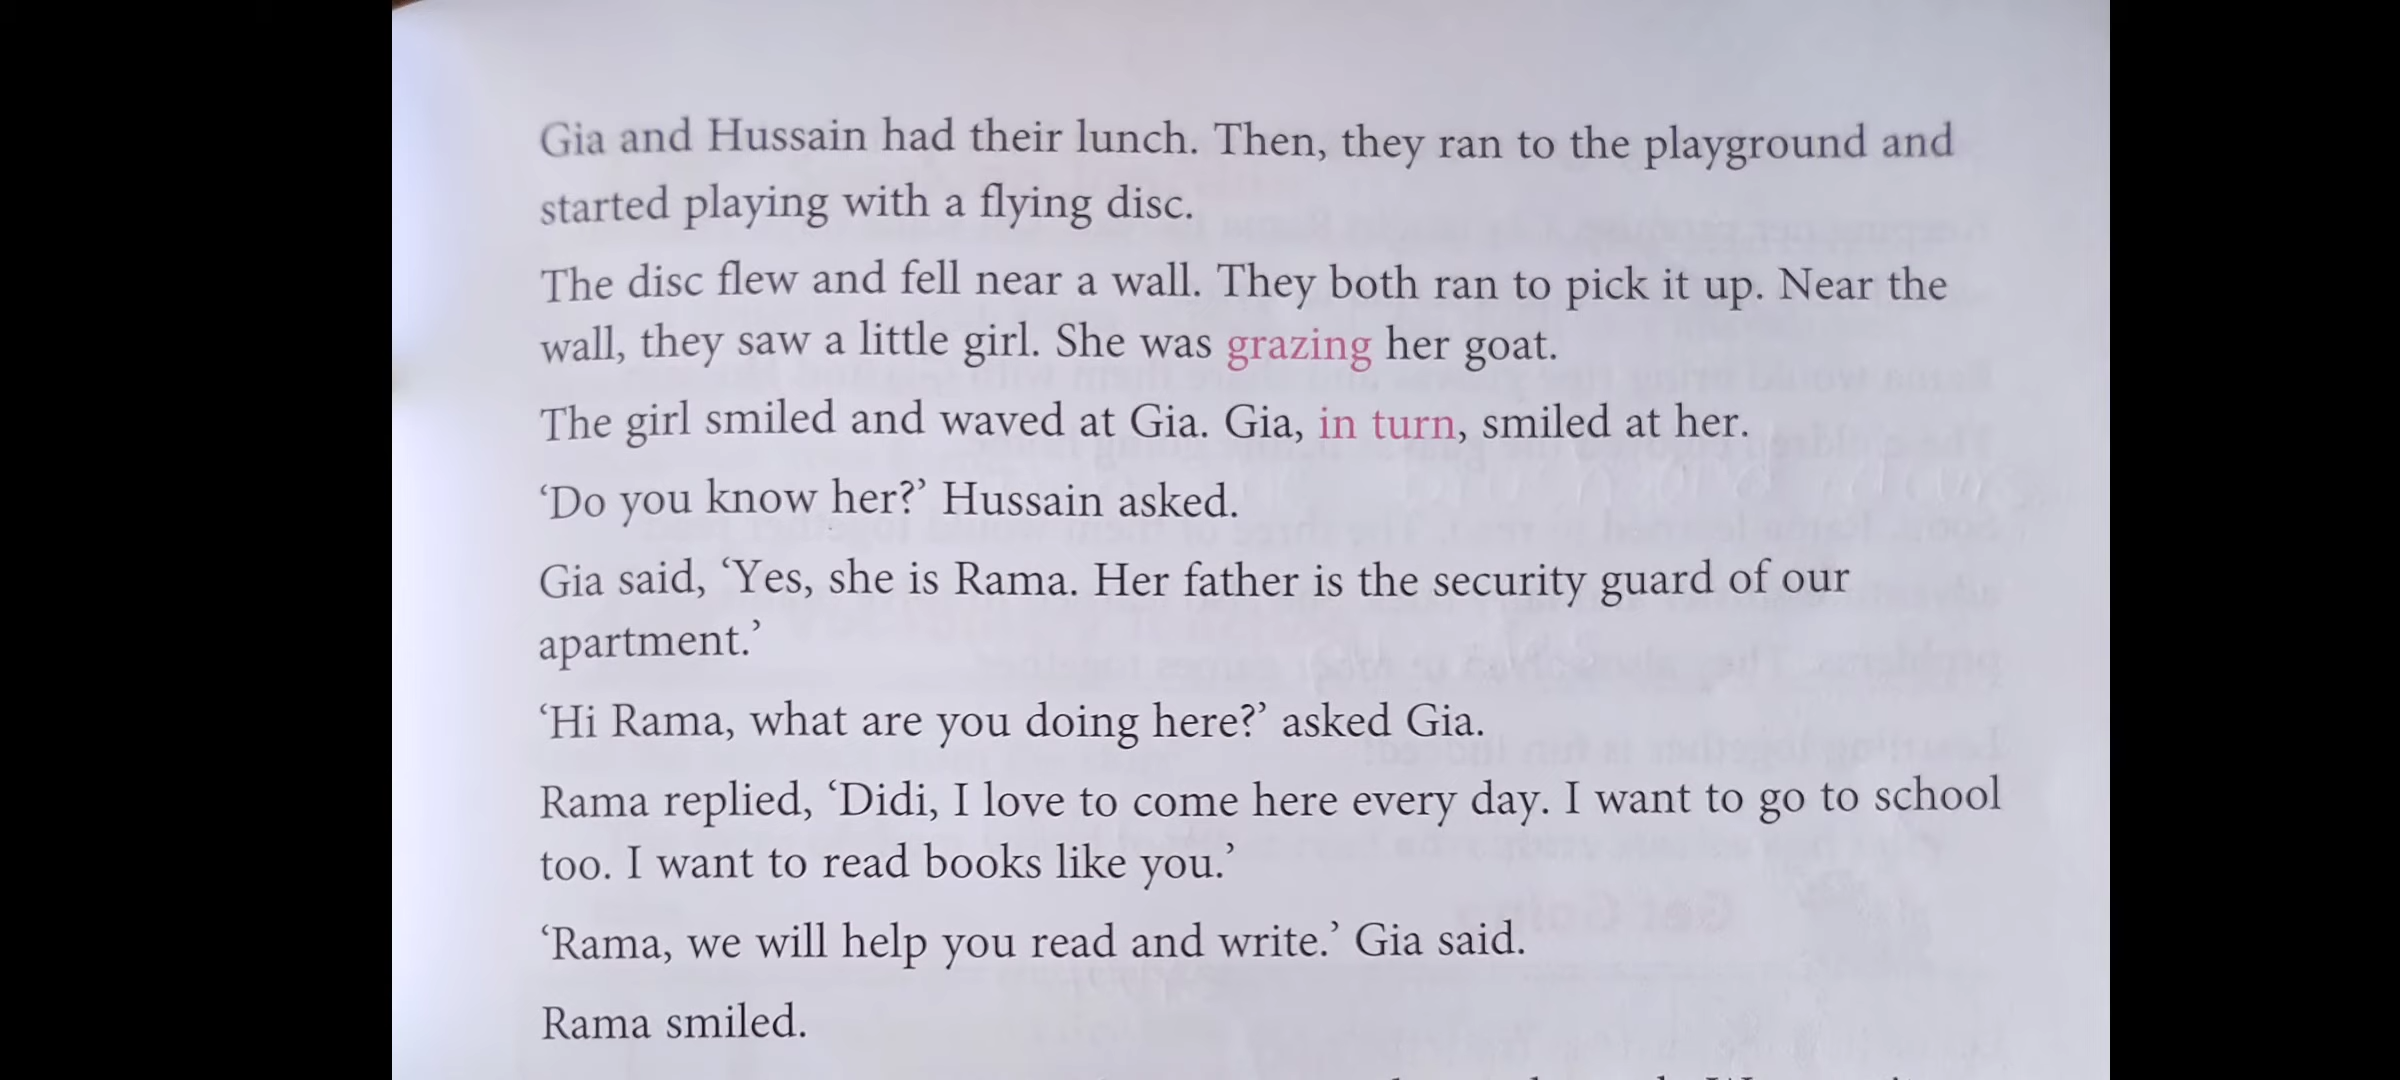 Gia and Hussain had their lunch. Then, they ran to the playground and
started playing with a flying disc.
The disc flew and fell near a wall. They both ran to pick it up. Near the
wall, they saw a little girl. She was grazing her goat.
The girl smiled and waved at Gia. Gia, in turn, smiled at her.
‘Do you know her?’ Hussain asked.
Gia said, ‘Yes, she is Rama. Her father is the security guard of our
apartment.’
‘Hi Rama, what are you doing here?’ asked Gia.
Rama replied, ‘Didi, I love to come here every day. I want to go to school
too. I want to read books like you.’
‘Rama, we will help you read and write.’ Gia said.
Rama smiled.